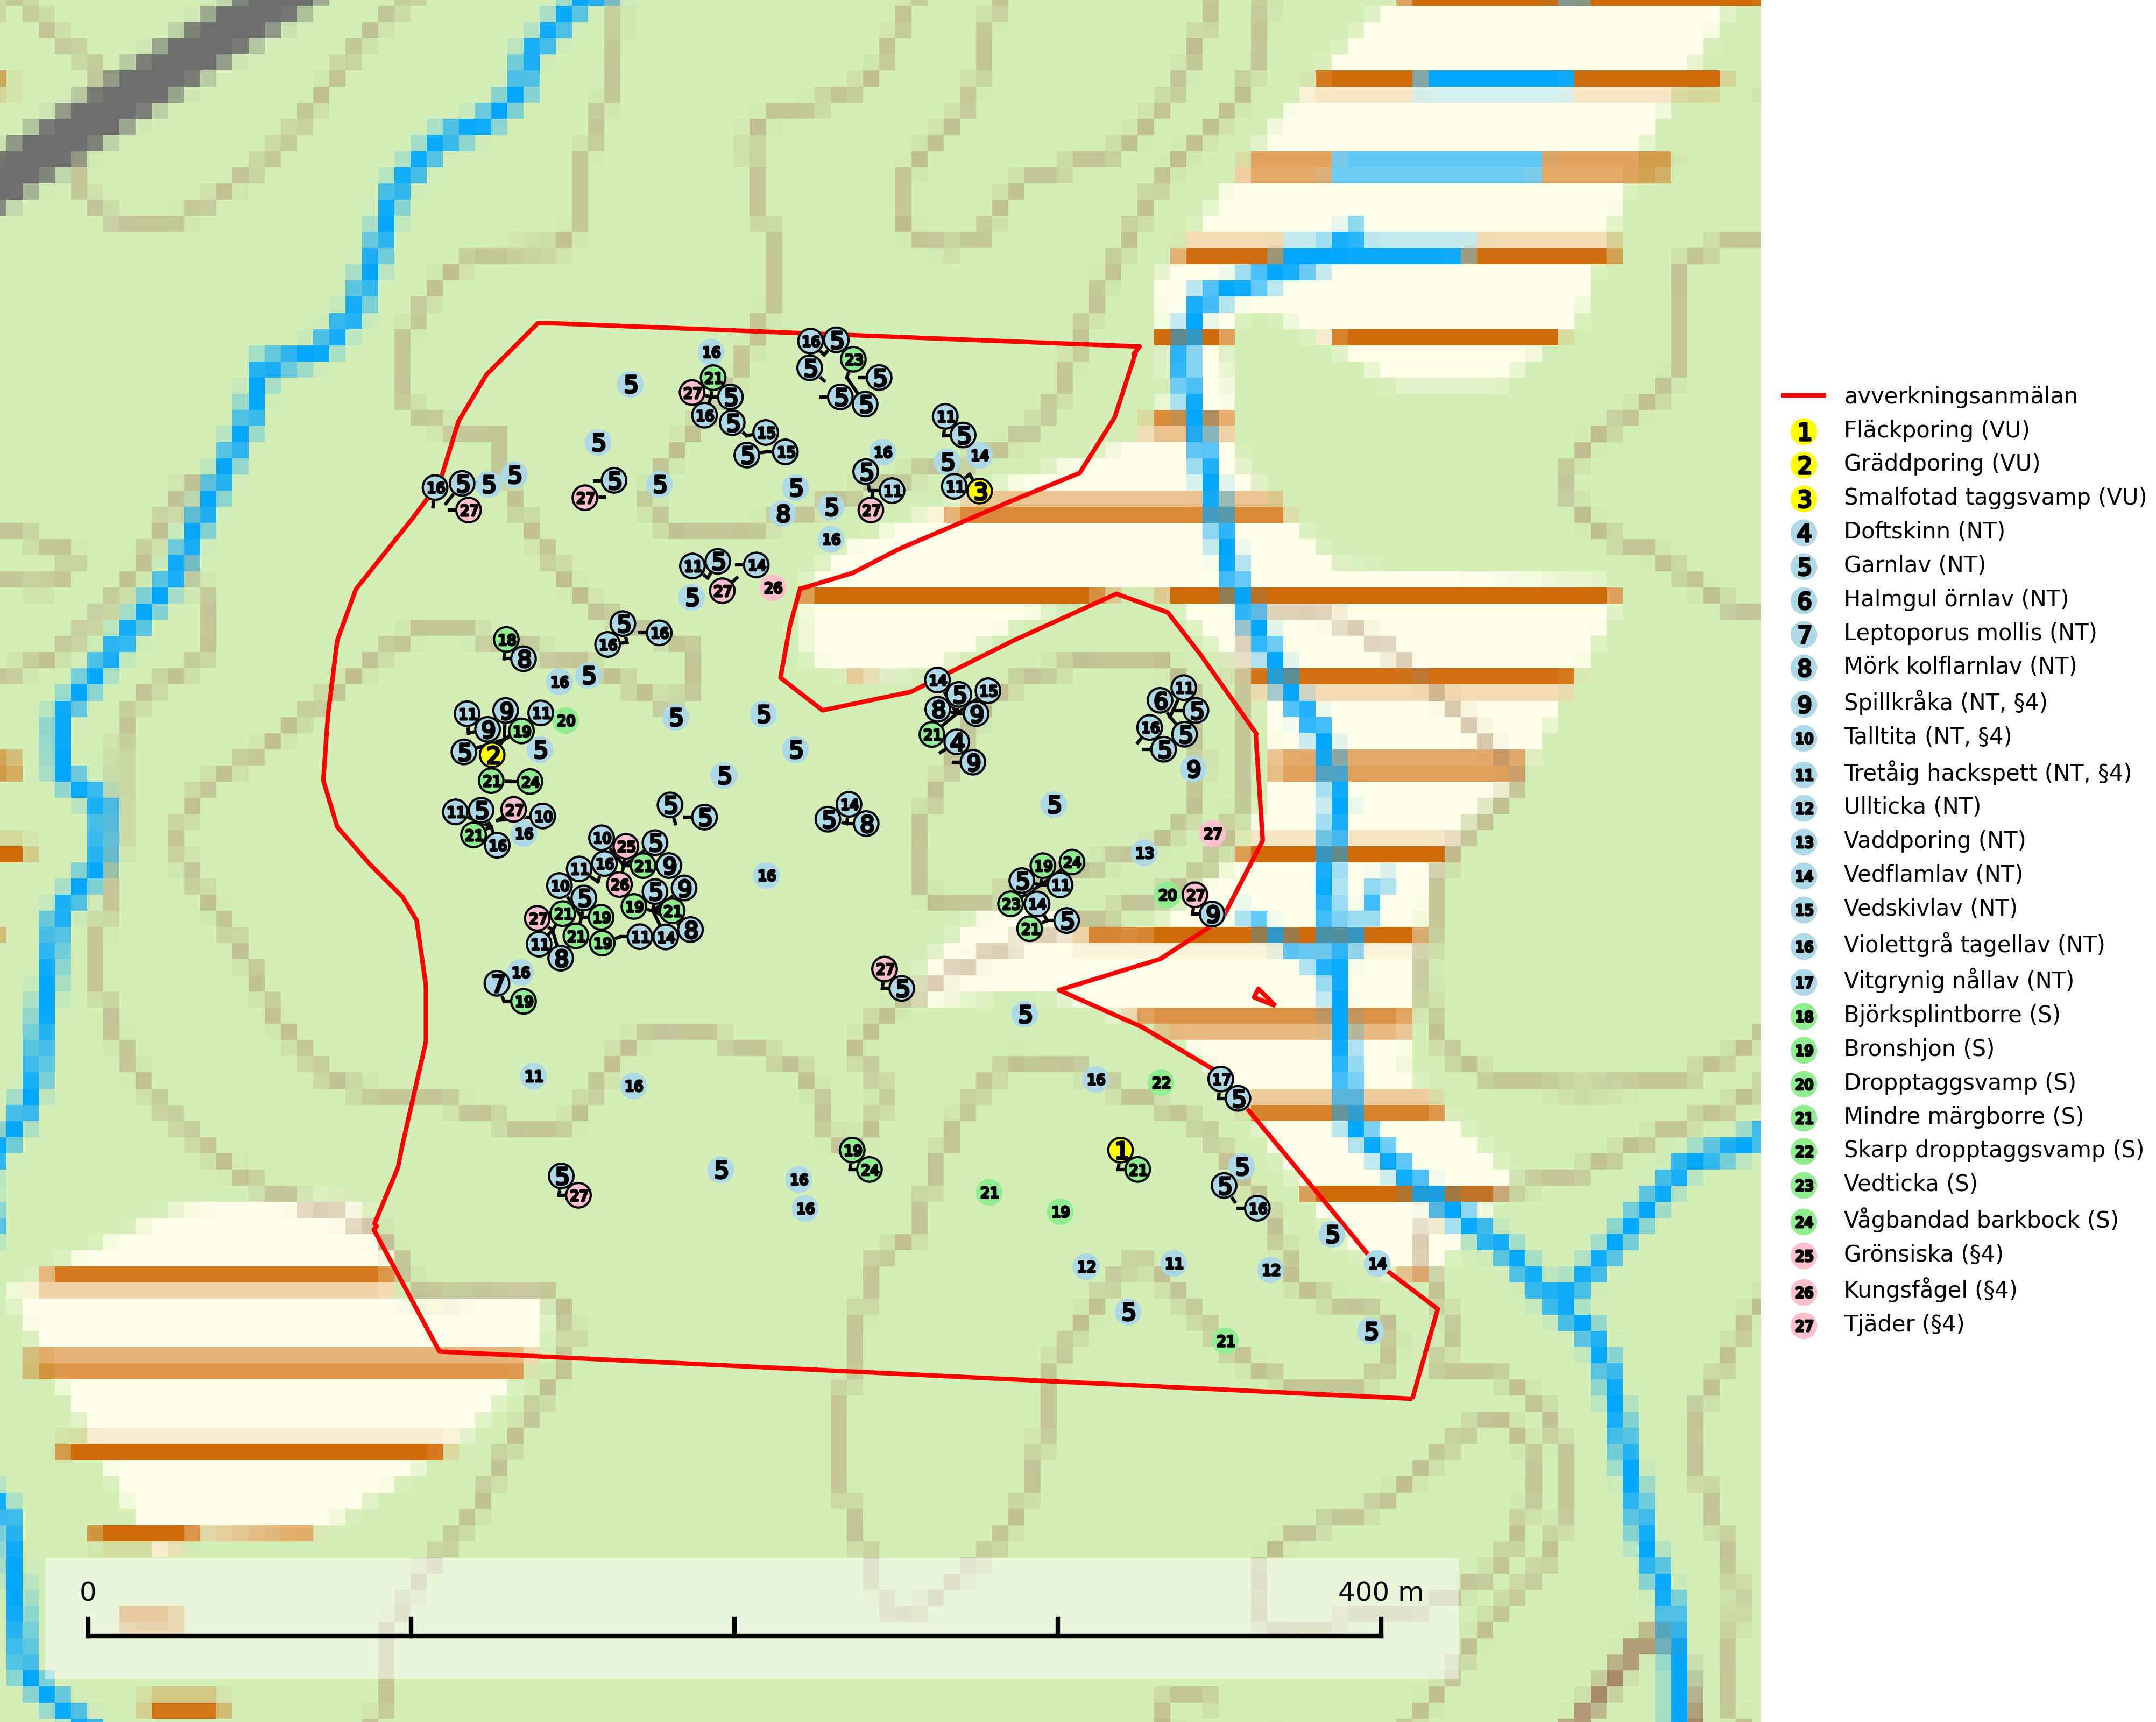 avverkningsanmälan
1 Fläckporing (VU)
2 Gräddporing (VU)
3 Smalfotad taggsvamp (VU)
4 Doftskinn (NT)
5 Garnlav (NT)
6 Halmgul örnlav (NT)
7 Leptoporus mollis (NT)
8 Mörk kolflarnlav (NT)
9 Spillkråka (NT, §4)
10 Talltita (NT, §4)
11 Tretåig hackspett (NT, §4)
12 Ullticka (NT)
13 Vaddporing (NT)
14 Vedflamlav (NT)
15 Vedskivlav (NT)
16 Violettgrå tagellav (NT)
17 Vitgrynig nållav (NT)
18 Björksplintborre (S)
19 Bronshjon (S)
20 Dropptaggsvamp (S)
21 Mindre märgborre (S)
22 Skarp dropptaggsvamp (S)
23 Vedticka (S)
24 Vågbandad barkbock (S)
25 Grönsiska (§4)
26 Kungsfågel (§4)
27 Tjäder (§4)
0 400 m